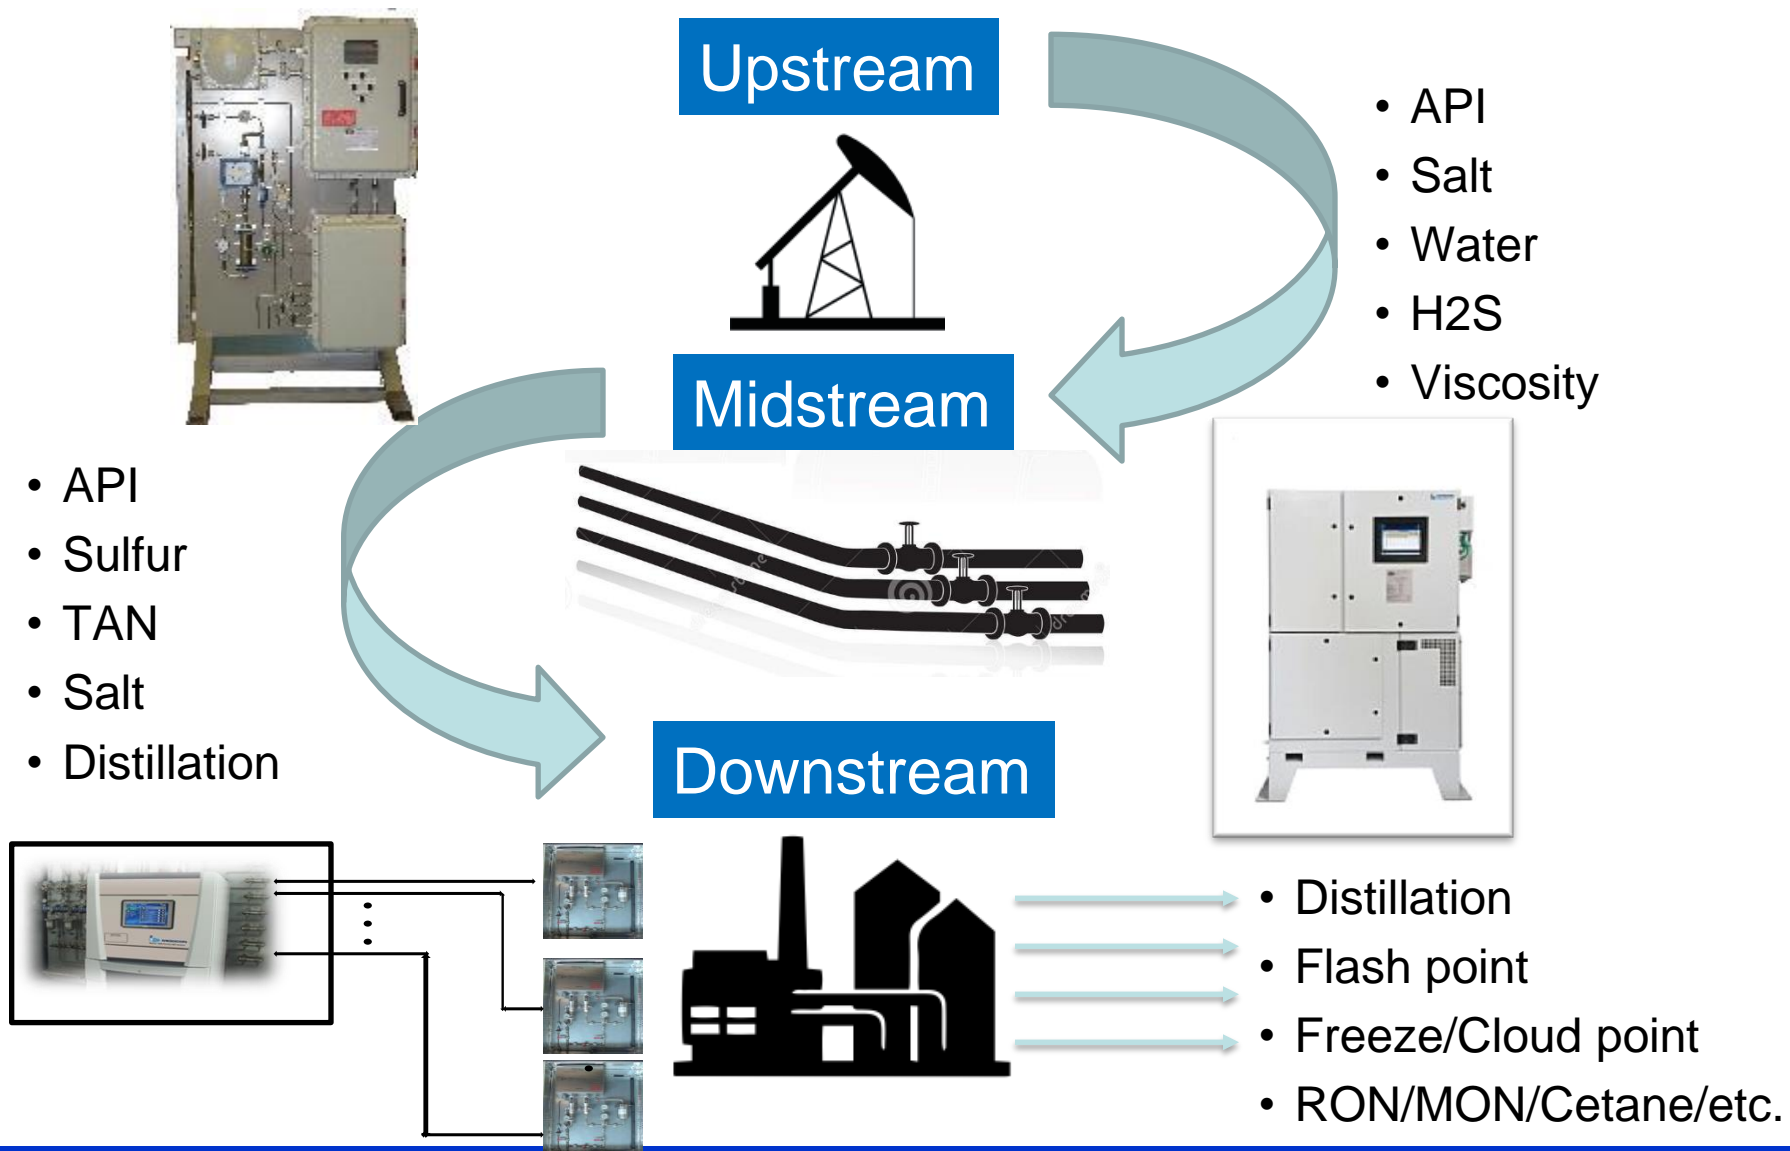 Upstream
• API
• Salt
• Water
• H2S
• Viscosity
Midstream
• API
• Sulfur
• TAN
• Salt
• Distillation
Downstream
• Distillation
• Flash point
• Freeze/Cloud point
• RON/MON/Cetane/etc.